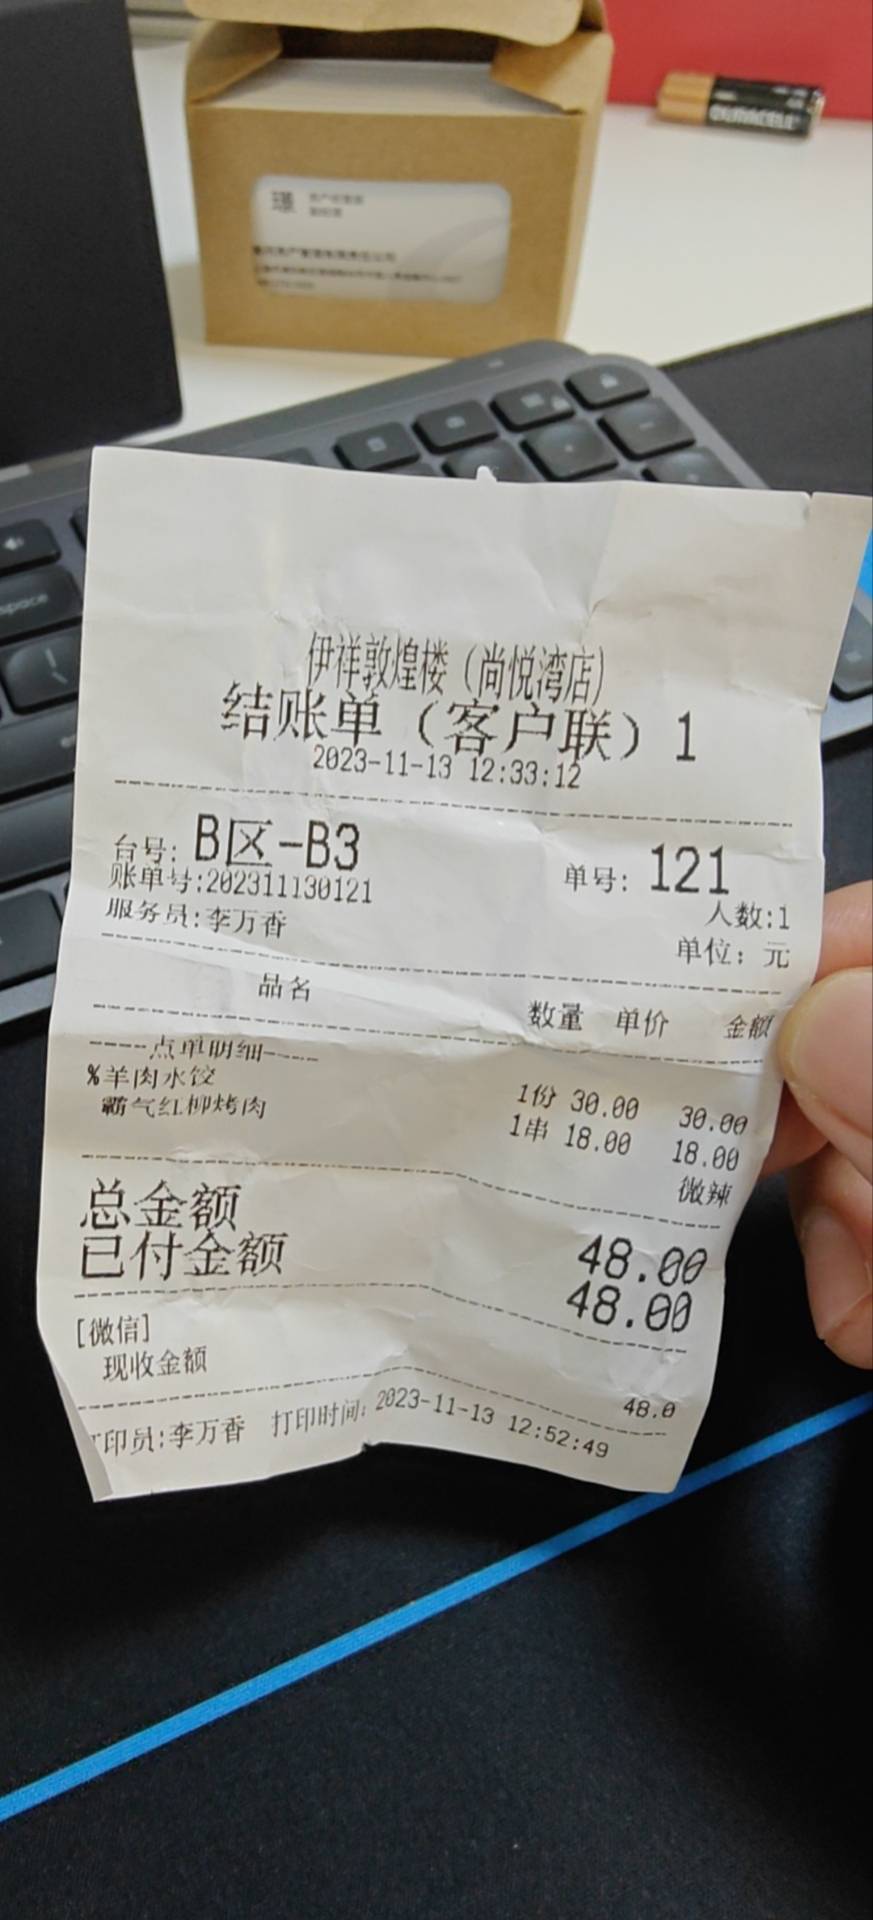 DURACELL
space
伊祥敦煌楼（尚悦湾店）
结账单（客户联）1
2023-11-13 12:33:12
台号: B区-B3 单号: 121
账单号:202311130121 人数:1
服务员:李万香 单位: 元
品名 数量 单价 金额
----点单明细----
%羊肉水饺 1份 30.00 30.00
霸气红柳烤肉 1串 18.00 18.00
微辣
总金额 48.00
已付金额 48.00
[微信]
现收金额 48.0
打印员:李万香 打印时间: 2023-11-13 12:52:49